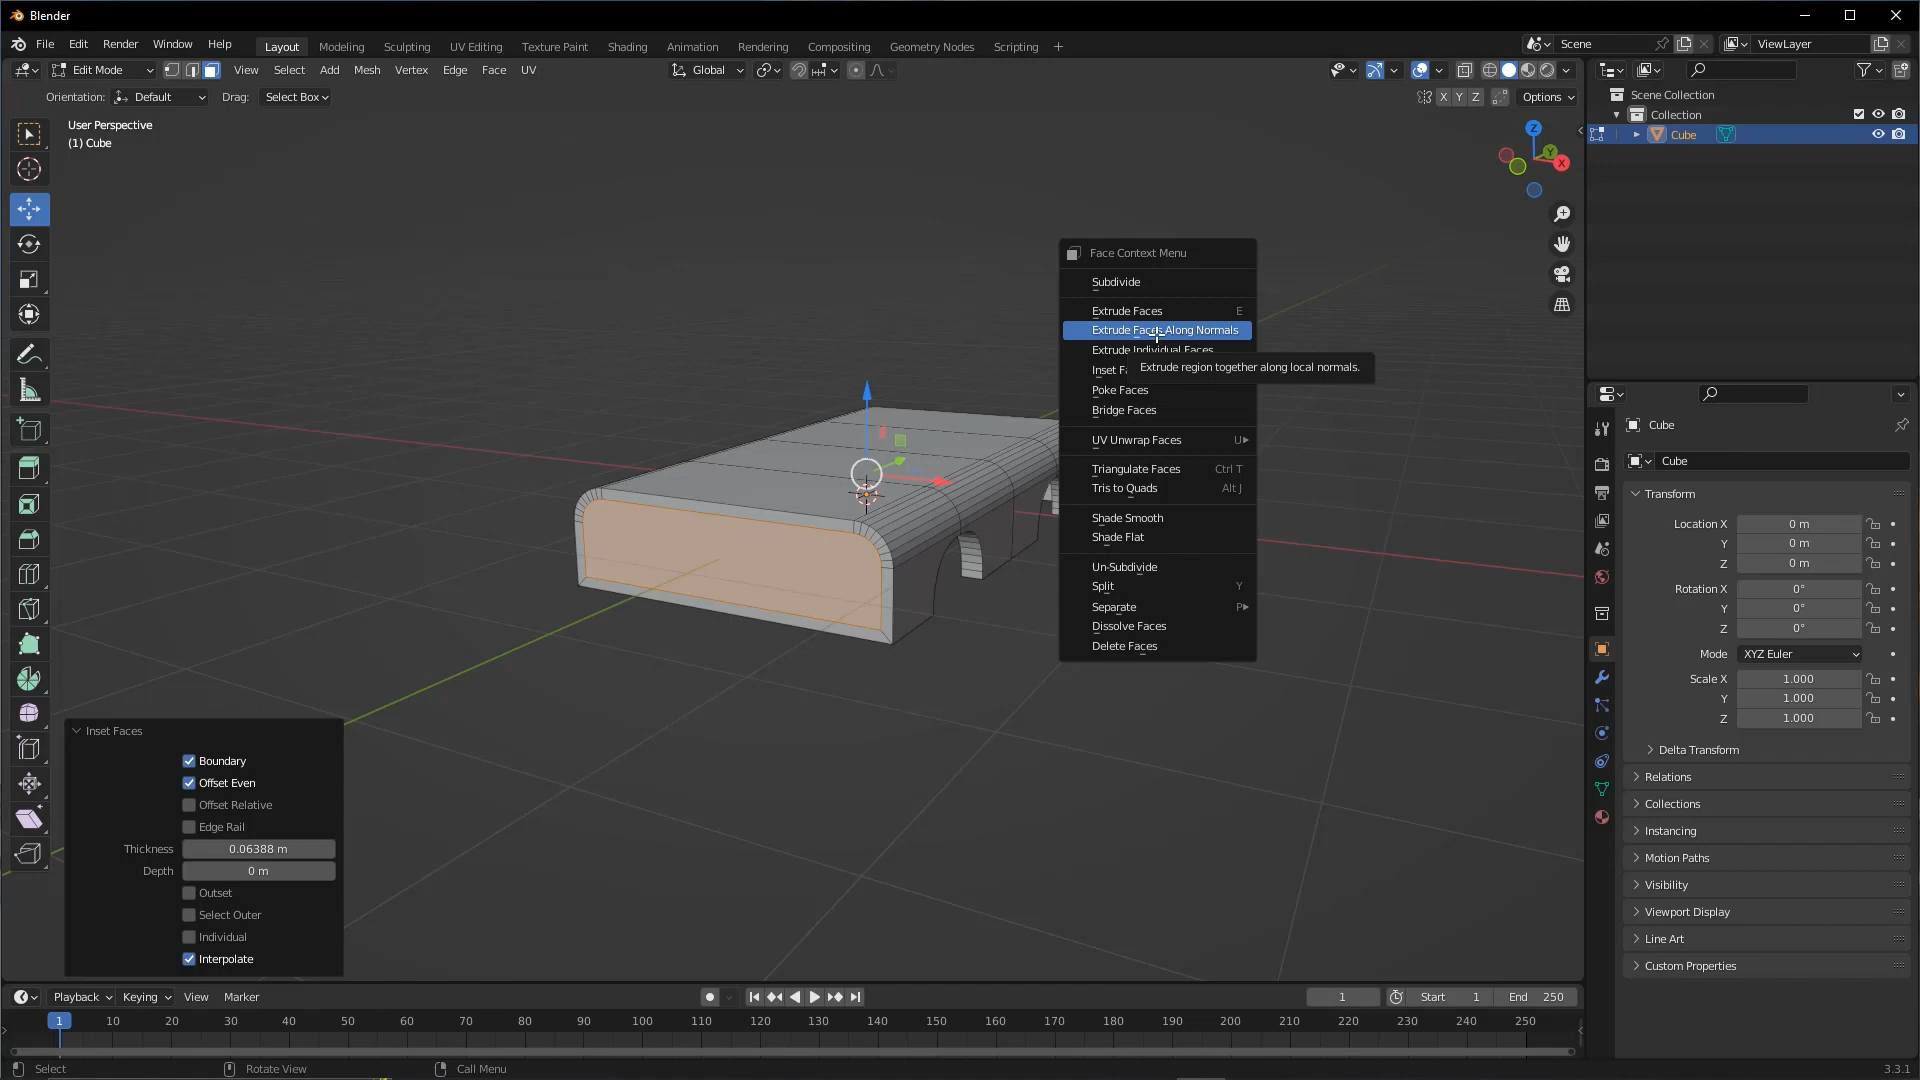 Blender
File Edit Render Window Help
Layout Modeling Sculpting UV Editing Texture Paint Shading Animation Rendering Compositing Geometry Nodes Scripting +
Scene
ViewLayer
Edit Mode
View Select Add Mesh Vertex Edge Face UV
Global
Orientation: Default Drag: Select Box
X Y Z
Options
User Perspective
(1) Cube
Z
Y
X
Scene Collection
Collection
Cube
Face Context Menu
Subdivide
Extrude Faces E
Extrude Faces Along Normals
Extrude Individual Faces
Extrude region together along local normals.
Inset Fa
Poke Faces
Bridge Faces
UV Unwrap Faces U
Triangulate Faces Ctrl T
Tris to Quads Alt J
Shade Smooth
Shade Flat
Un-Subdivide
Split Y
Separate P
Dissolve Faces
Delete Faces
Cube
Cube
Transform
Location X 0 m
Y 0 m
Z 0 m
Rotation X 0°
Y 0°
Z 0°
Mode XYZ Euler
Scale X 1.000
Y 1.000
Z 1.000
Delta Transform
Relations
Collections
Instancing
Motion Paths
Visibility
Viewport Display
Line Art
Custom Properties
Inset Faces
Boundary
Offset Even
Offset Relative
Edge Rail
Thickness 0.06388 m
Depth 0 m
Outset
Select Outer
Individual
Interpolate
Playback Keying View Marker
1 Start 1 End 250
1 10 20 30 40 50 60 70 80 90 100 110 120 130 140 150 160 170 180 190 200 210 220 230 240 250
Select Rotate View Call Menu
3.3.1